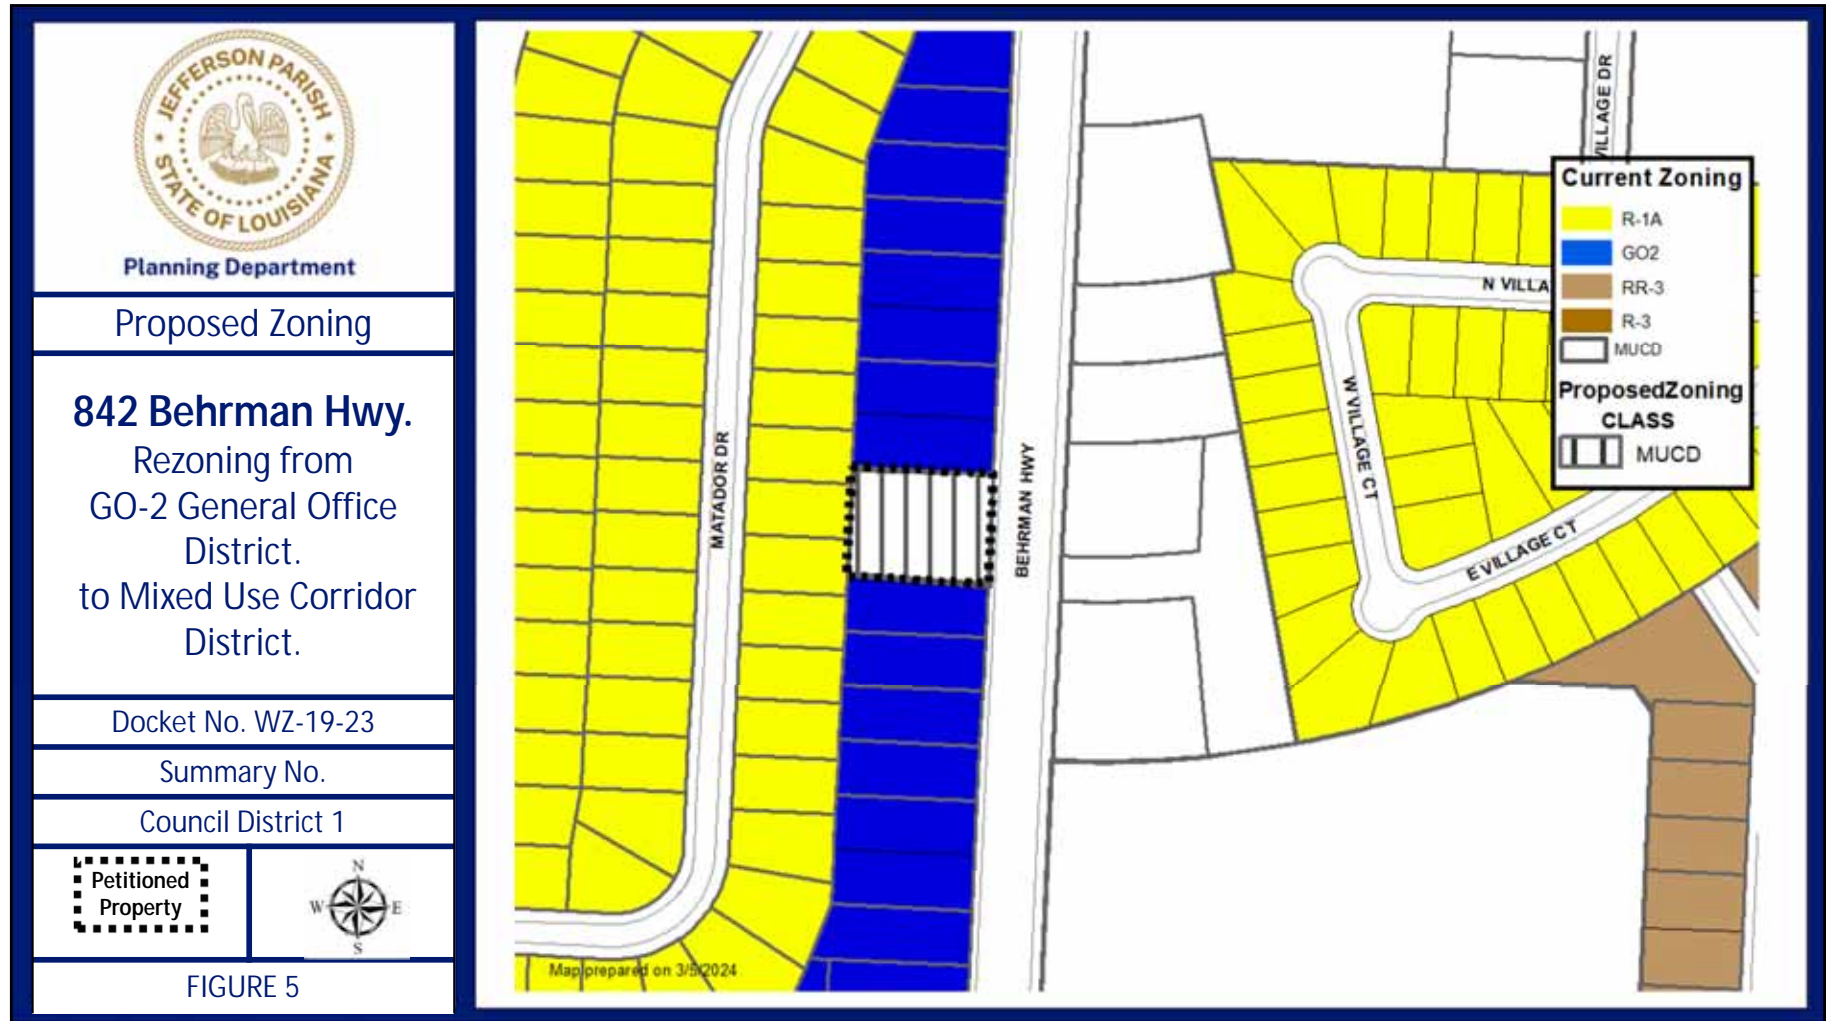 JEFFERSON PARISH
STATE OF LOUISIANA
Planning Department
Proposed Zoning
842 Behrman Hwy.
Rezoning from
GO-2 General Office
District.
to Mixed Use Corridor
District.
Docket No. WZ-19-23
Summary No.
Council District 1
Petitioned
Property
N
W E
S
FIGURE 5
MATADOR DR
BEHRMAN HWY
VILLAGE DR
N VILLA
W VILLAGE CT
E VILLAGE CT
Current Zoning
R-1A
GO2
RR-3
R-3
MUCD
ProposedZoning
CLASS
MUCD
Map prepared on 3/5/2024